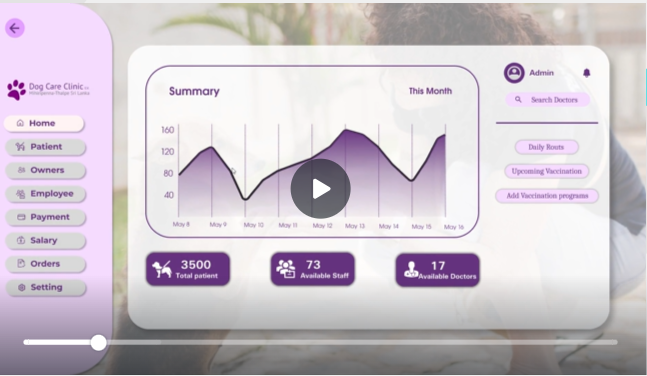 Dog Care Clinic
Home
Patient
Owners
Employee
Payment
Salary
Orders
Setting
Summary
This Month
160
120
80
40
May 8
May 9
May 10
May 11
May 12
May 13
May 14
May 15
May 16
3500
Total patient
73
Available Staff
17
Available Doctors
Admin
Search Doctors
Daily Routs
Upcoming Vaccination
Add Vaccination programs